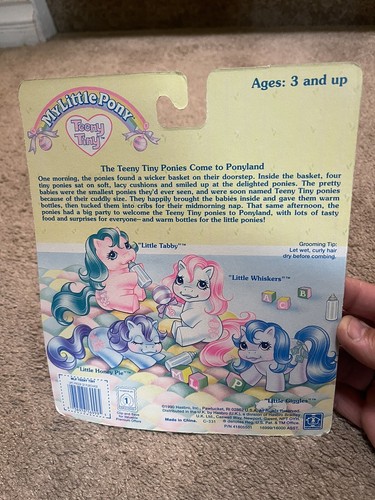 Ages: 3 and up
My Little Pony
Teeny
Tiny™
The Teeny Tiny Ponies Come to Ponyland
One morning, the ponies found a wicker basket on their doorstep. Inside the basket, four
tiny ponies sat on soft, lacy cushions and smiled up at the delighted ponies. The pretty
babies were the smallest ponies they'd ever seen, and were soon named Teeny Tiny ponies
because of their cuddly size. They happily brought the babies inside and gave them warm
bottles, then tucked them into cribs for their midmorning nap. That same afternoon, the
ponies had a big party to welcome the Teeny Tiny ponies to Ponyland, with lots of tasty
food and surprises for everyone—and warm bottles for the little ponies!
"Little Tabby"™
Grooming Tip:
Let wet, curly hair
dry before combing.
"Little Whiskers"™
A
C
B
"Little Honey Pie"™
P
"Little Giggles"™
1
Made in China.